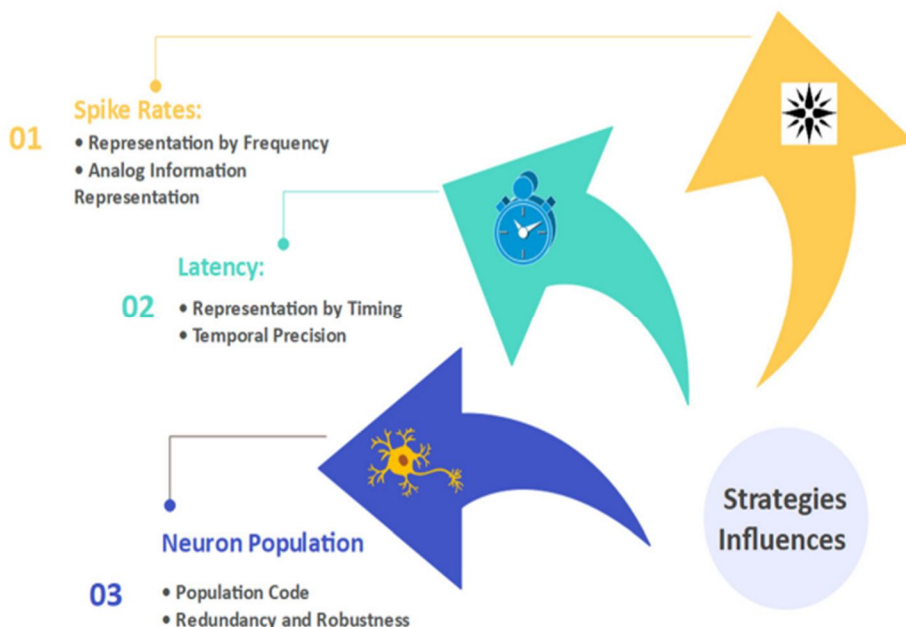 Spike Rates:
01
• Representation by Frequency
• Analog Information
Representation
Latency:
02
• Representation by Timing
• Temporal Precision
Neuron Population
03
• Population Code
• Redundancy and Robustness
Strategies
Influences